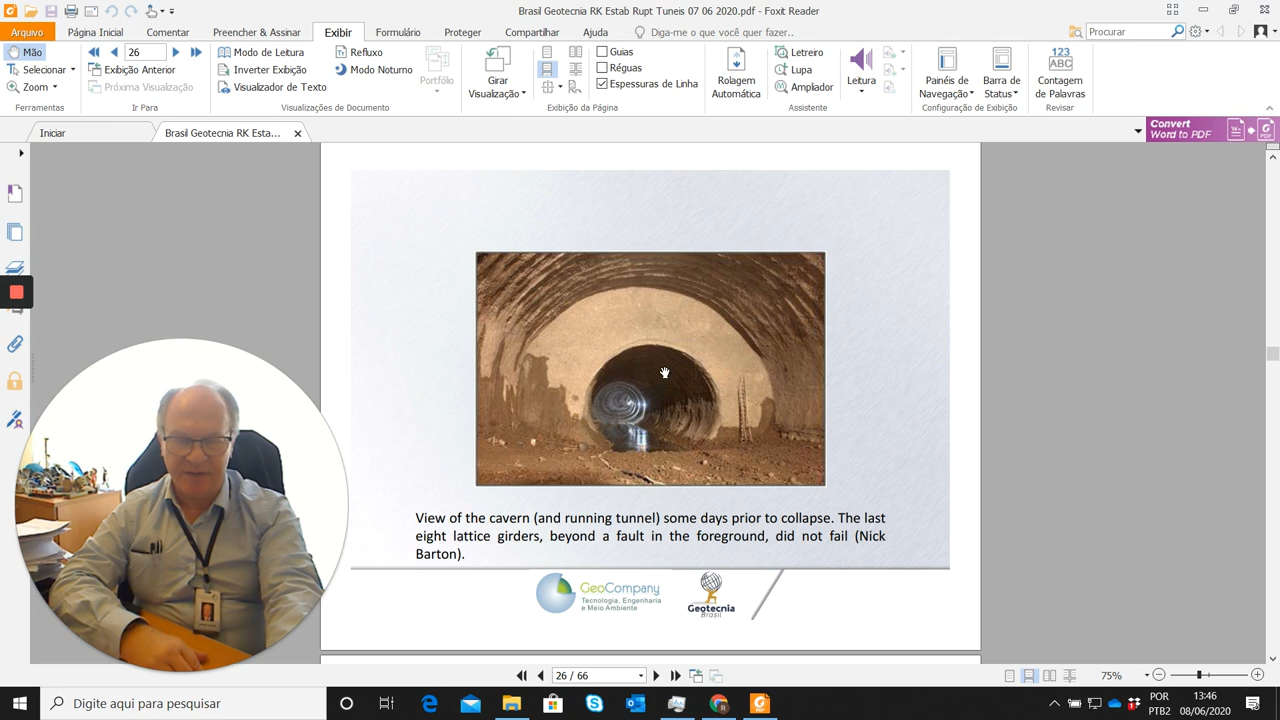 Brasil Geotecnia RK Estab Rupt Tuneis 07 06 2020.pdf - Foxit Reader
Arquivo Página Inicial Comentar Preencher & Assinar Exibir Formulário Proteger Compartilhar Ajuda Diga-me o que quer fazer.. Procurar
Mão 26 Modo de Leitura Refluxo Guias Letreiro 123
Selecionar Exibição Anterior Inverter Exibição Modo Noturno Portfólio Girar Réguas Rolagem Lupa Leitura Painéis de Barra de Contagem
Zoom Próxima Visualização Visualizador de Texto Visualização Espessuras de Linha Automática Ampliador Navegação Status de Palavras
Ferramentas Ir Para Visualizações de Documento Exibição da Página Assistente Configuração de Exibição Revisar
Iniciar Brasil Geotecnia RK Esta... Convert
Word to PDF
View of the cavern (and running tunnel) some days prior to collapse. The last
eight lattice girders, beyond a fault in the foreground, did not fail (Nick
Barton).
GeoCompany
Tecnologia, Engenharia
e Meio Ambiente
Geotecnia
Brasil
26 / 66 75%
Digite aqui para pesquisar
POR 13:46
PTB2 08/06/2020